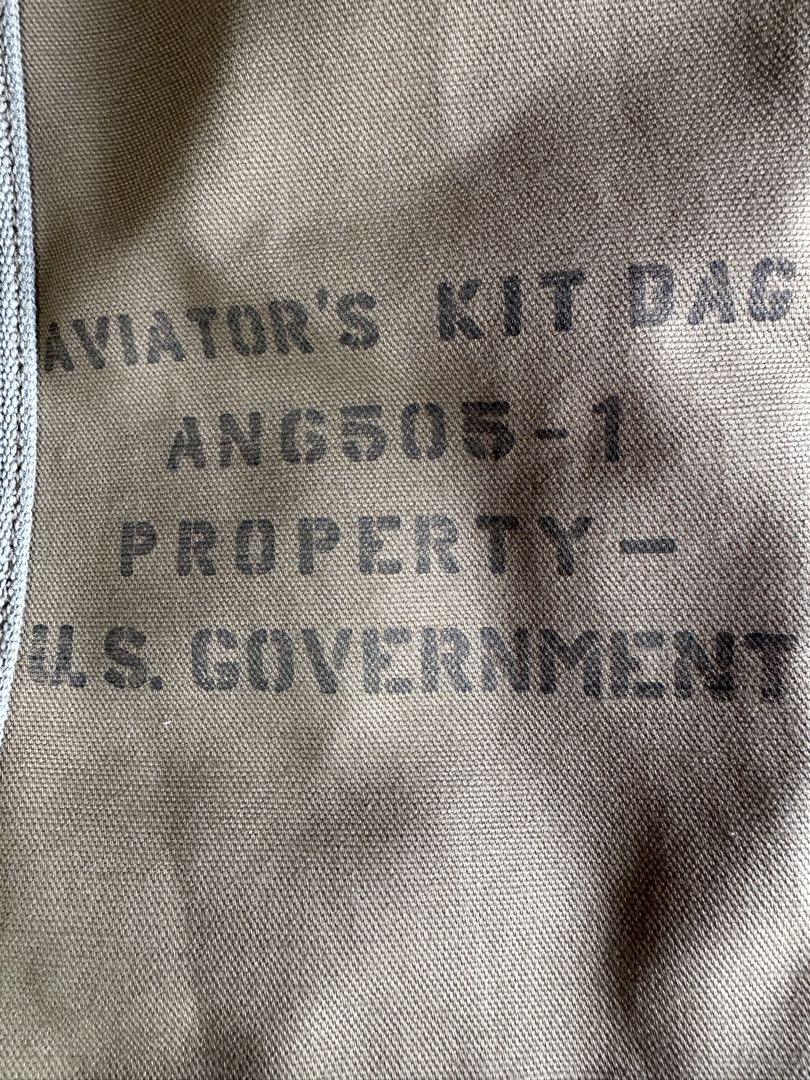 AVIATOR'S KIT BAG
AN6505-1
PROPERTY-
U.S. GOVERNMENT